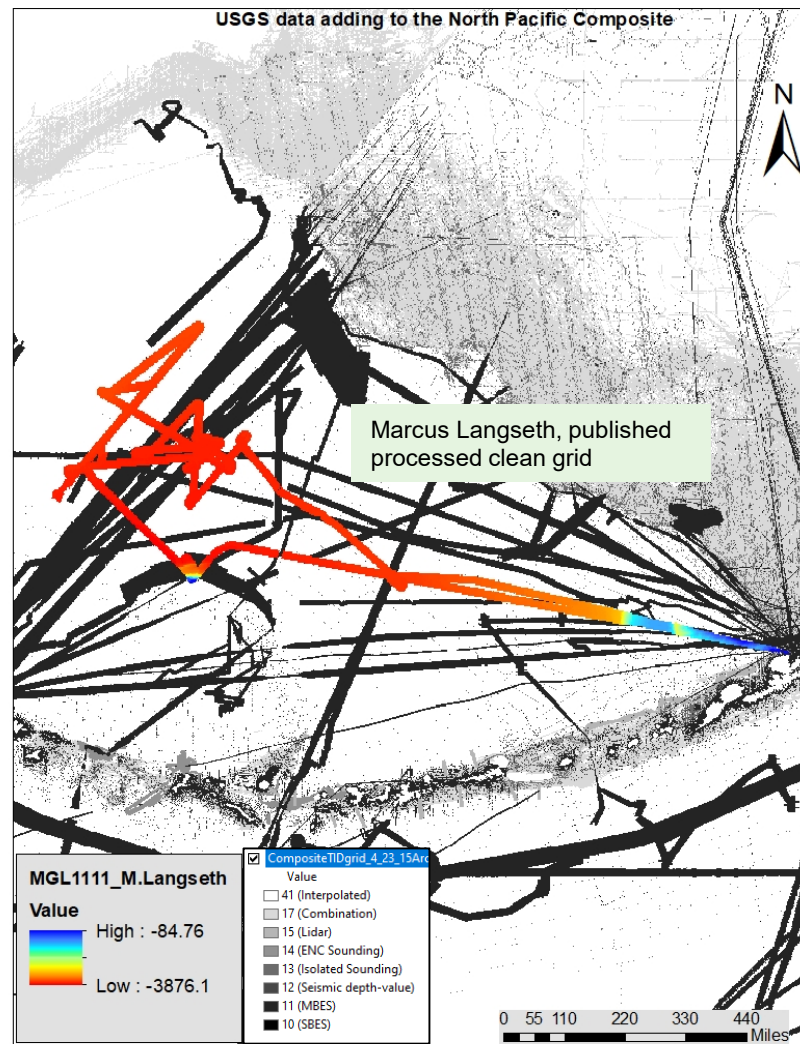 USGS data adding to the North Pacific Composite
N
Marcus Langseth, published
processed clean grid
MGL1111_M.Langseth
Value
High : -84.76
Low : -3876.1
CompositeTIDgrid_4_23_15Arc
Value
41 (Interpolated)
17 (Combination)
15 (Lidar)
14 (ENC Sounding)
13 (Isolated Sounding)
12 (Seismic depth-value)
11 (MBES)
10 (SBES)
0 55 110 220 330 440
Miles